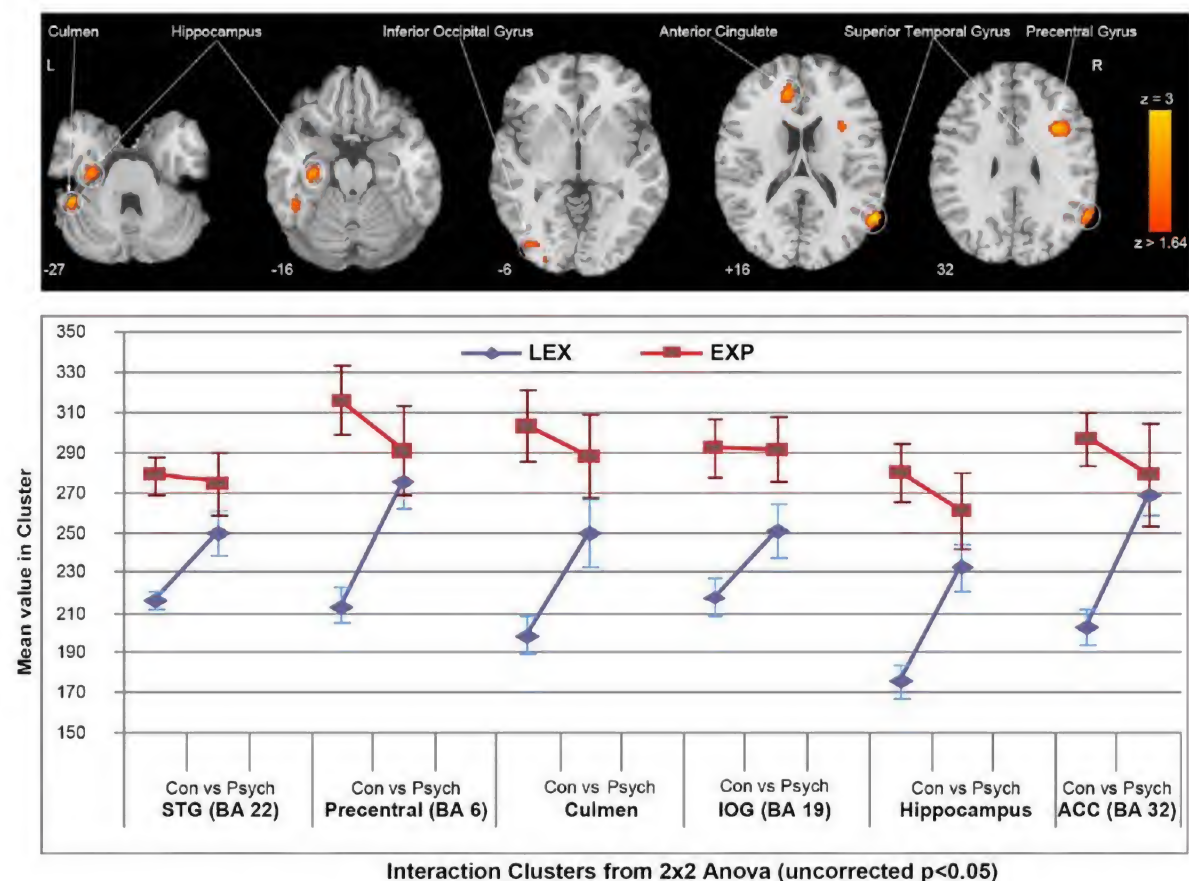 Culmen
Hippocampus
Inferior Occipital Gyrus
Anterior Cingulate
Superior Temporal Gyrus
Precentral Gyrus
L
R
z = 3
z > 1.64
-27
-16
-6
+16
32
350
330
310
290
270
250
230
210
190
170
150
Mean value in Cluster
LEX
EXP
Con vs Psych
STG (BA 22)
Con vs Psych
Precentral (BA 6)
Con vs Psych
Culmen
Con vs Psych
IOG (BA 19)
Con vs Psych
Hippocampus
Con vs Psych
ACC (BA 32)
Interaction Clusters from 2x2 Anova (uncorrected p<0.05)